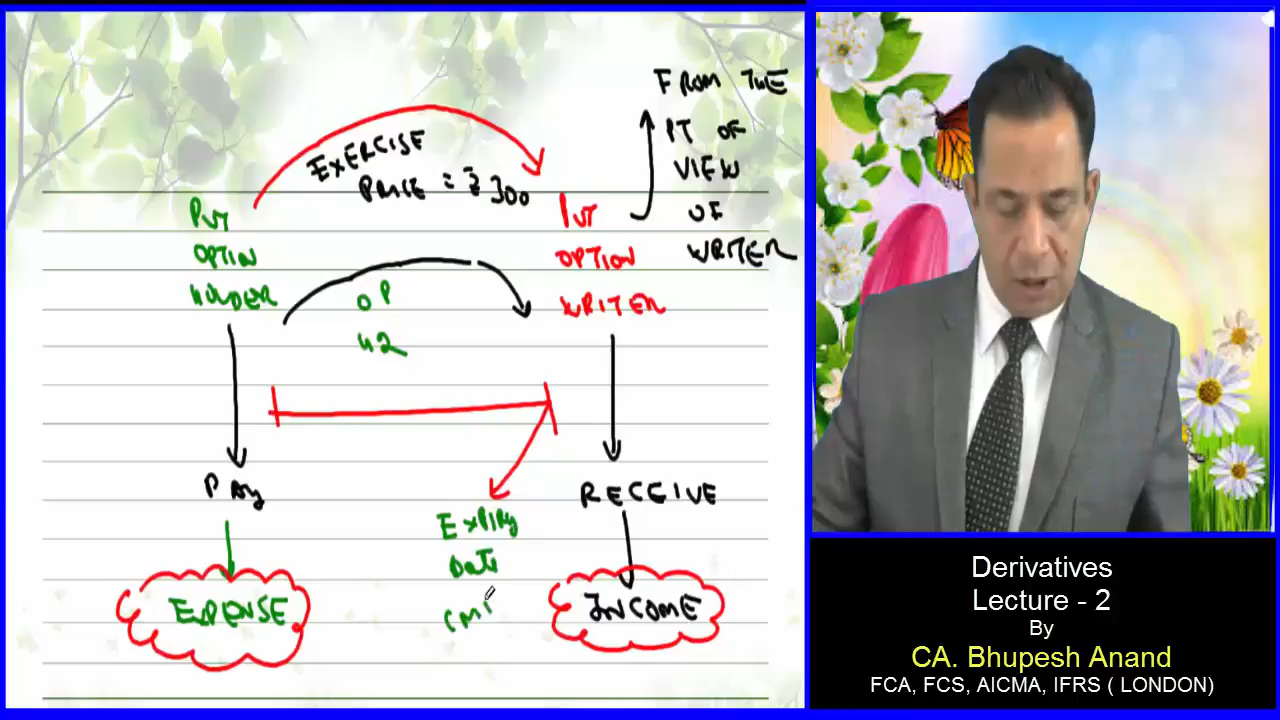 EXERCISE
PRICE = ₹ 300
FROM THE
PT OF
VIEW
OF
WRITER
PUT
OPTIN
HOLDER
PUT
OPTION
WRITER
OP
42
PAy
RECEIVE
ExPIRy
Date
EXPENSE
INCOME
Derivatives
Lecture - 2
By
CA. Bhupesh Anand
FCA, FCS, AICMA, IFRS ( LONDON)